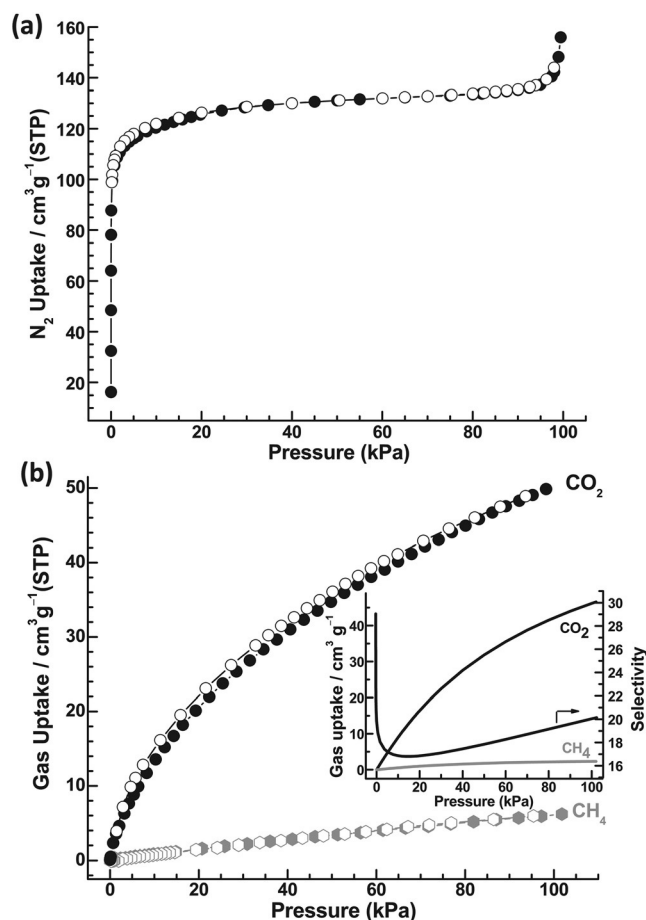 (a)
160
140
120
100
80
60
40
20
N₂ Uptake / cm³g⁻¹(STP)
0 20 40 60 80 100
Pressure (kPa)
(b)
50
40
30
20
10
0
Gas Uptake / cm³g⁻¹(STP)
CO₂
CH₄
40
30
20
10
0
Gas uptake / cm³ g⁻¹
CO₂
CH₄
30
28
26
24
22
20
18
16
Selectivity
0 20 40 60 80 100
Pressure (kPa)
0 20 40 60 80 100
Pressure (kPa)